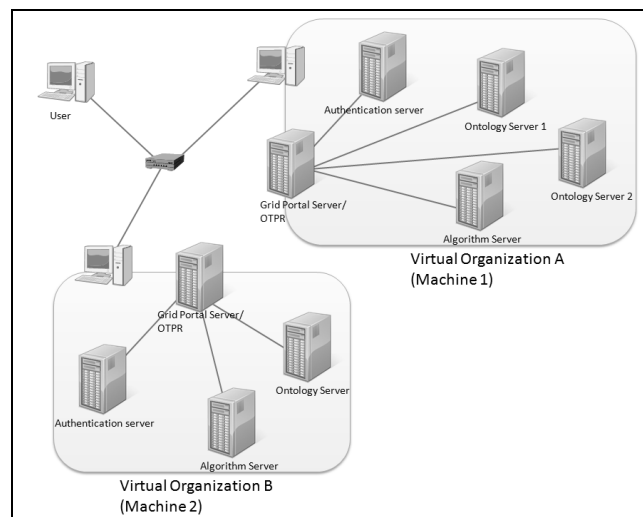 User
Authentication server
Ontology Server 1
Ontology Server 2
Grid Portal Server/
OTPR
Algorithm Server
Virtual Organization A
(Machine 1)
Grid Portal Server/
OTPR
Ontology Server
Authentication server
Algorithm Server
Virtual Organization B
(Machine 2)